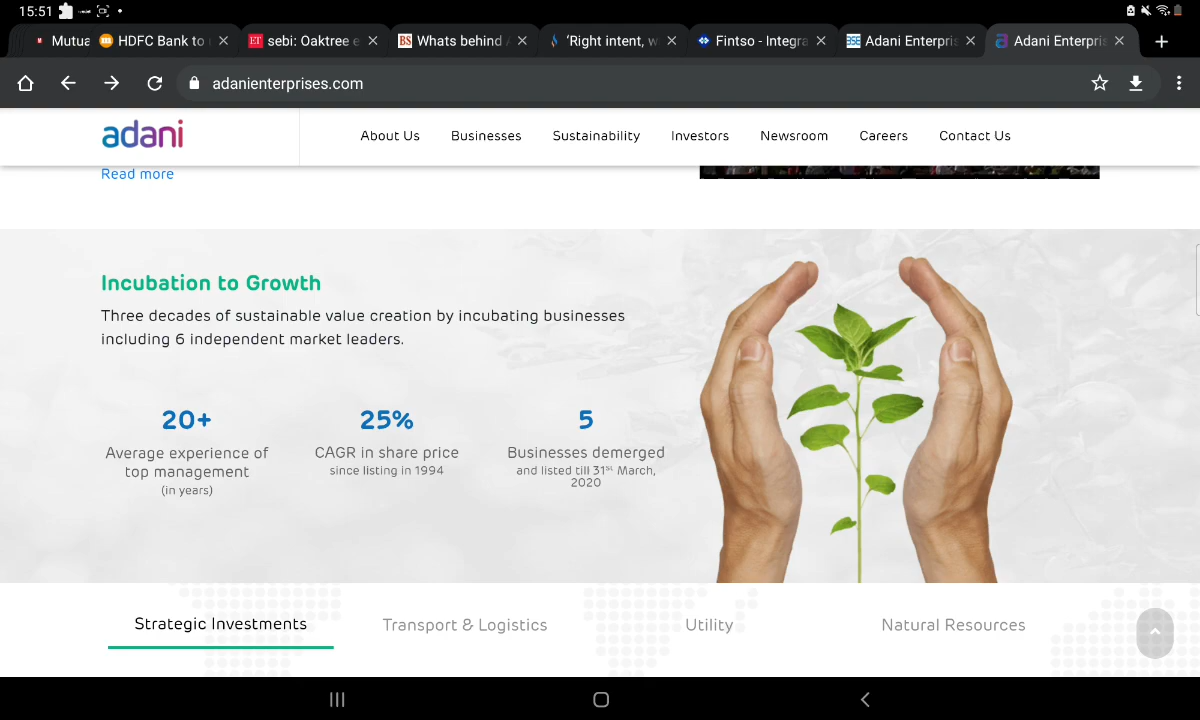 15:51
Mutua
HDFC Bank to
ET sebi: Oaktree e
BS Whats behind
'Right intent, w
Fintso - Integra
BSE Adani Enterpris
Adani Enterpris
adanienterprises.com
adani
About Us
Businesses
Sustainability
Investors
Newsroom
Careers
Contact Us
Read more
Incubation to Growth
Three decades of sustainable value creation by incubating businesses
including 6 independent market leaders.
20+
Average experience of
top management
(in years)
25%
CAGR in share price
since listing in 1994
5
Businesses demerged
and listed till 31st March,
2020
Strategic Investments
Transport & Logistics
Utility
Natural Resources